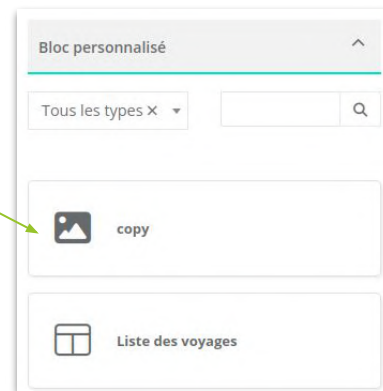 Bloc personnalisé
Tous les types ×
copy
Liste des voyages